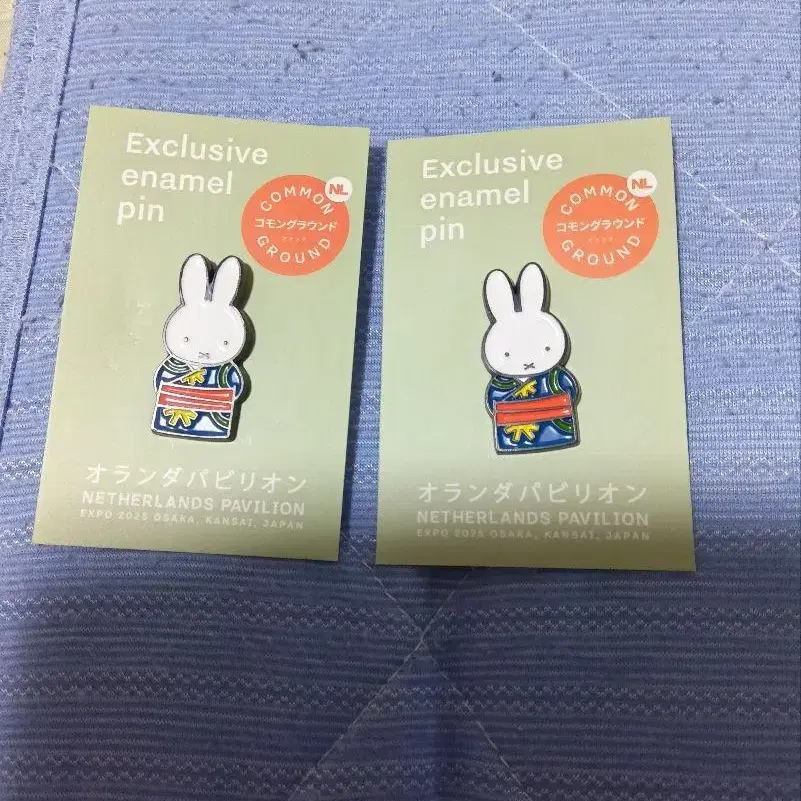 Exclusive
enamel
pin
NL
COMMON
コモングラウンド
GROUND
オランダパビリオン
NETHERLANDS PAVILION
EXPO 2025 OSAKA, KANSAI, JAPAN
Exclusive
enamel
pin
NL
COMMON
コモングラウンド
GROUND
オランダパビリオン
NETHERLANDS PAVILION
EXPO 2025 OSAKA, KANSAI, JAPAN